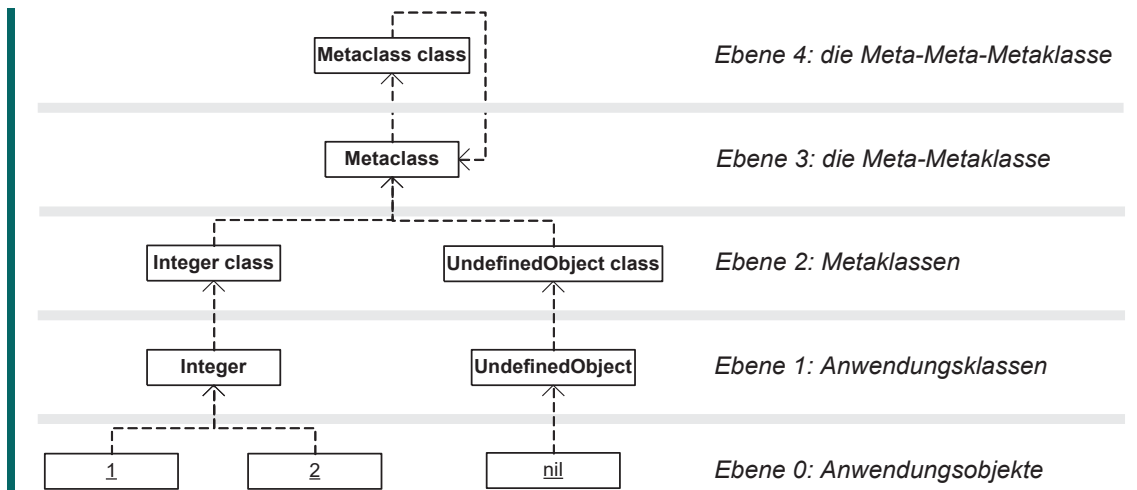 Metaclass class
Ebene 4: die Meta-Meta-Metaklasse
Metaclass
Ebene 3: die Meta-Metaklasse
Integer class
UndefinedObject class
Ebene 2: Metaklassen
Integer
UndefinedObject
Ebene 1: Anwendungsklassen
1
2
nil
Ebene 0: Anwendungsobjekte